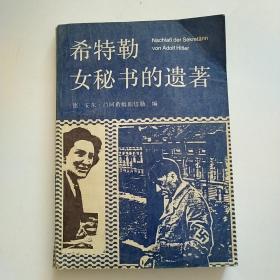 希特勒
Nachlaß der Sekretärin
von Adolf Hitler
女秘书的遗著